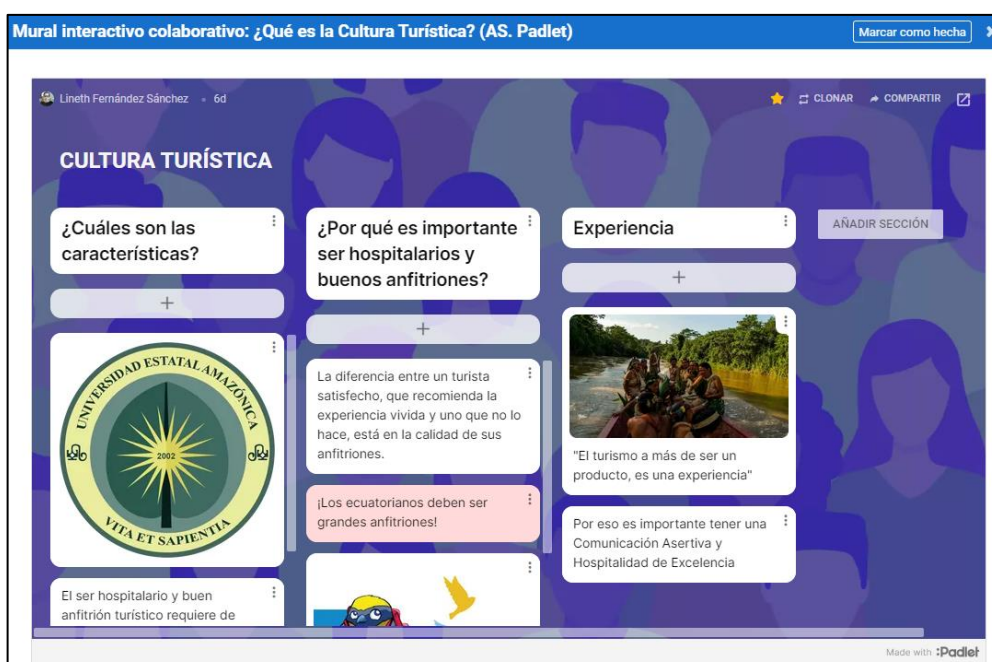 Mural interactivo colaborativo: ¿Qué es la Cultura Turística? (AS. Padlet)
Marcar como hecha
Lineth Fernández Sánchez • 6d
CLONAR
COMPARTIR
CULTURA TURÍSTICA
¿Cuáles son las
características?
UNIVERSIDAD ESTATAL AMAZÓNICA
2002
VITA ET SAPIENTIA
El ser hospitalario y buen
anfitrión turístico requiere de
¿Por qué es importante
ser hospitalarios y
buenos anfitriones?
La diferencia entre un turista
satisfecho, que recomienda la
experiencia vivida y uno que no lo
hace, está en la calidad de sus
anfitriones.
¡Los ecuatorianos deben ser
grandes anfitriones!
Experiencia
"El turismo a más de ser un
producto, es una experiencia"
Por eso es importante tener una
Comunicación Asertiva y
Hospitalidad de Excelencia
AÑADIR SECCIÓN
Made with :Padlet